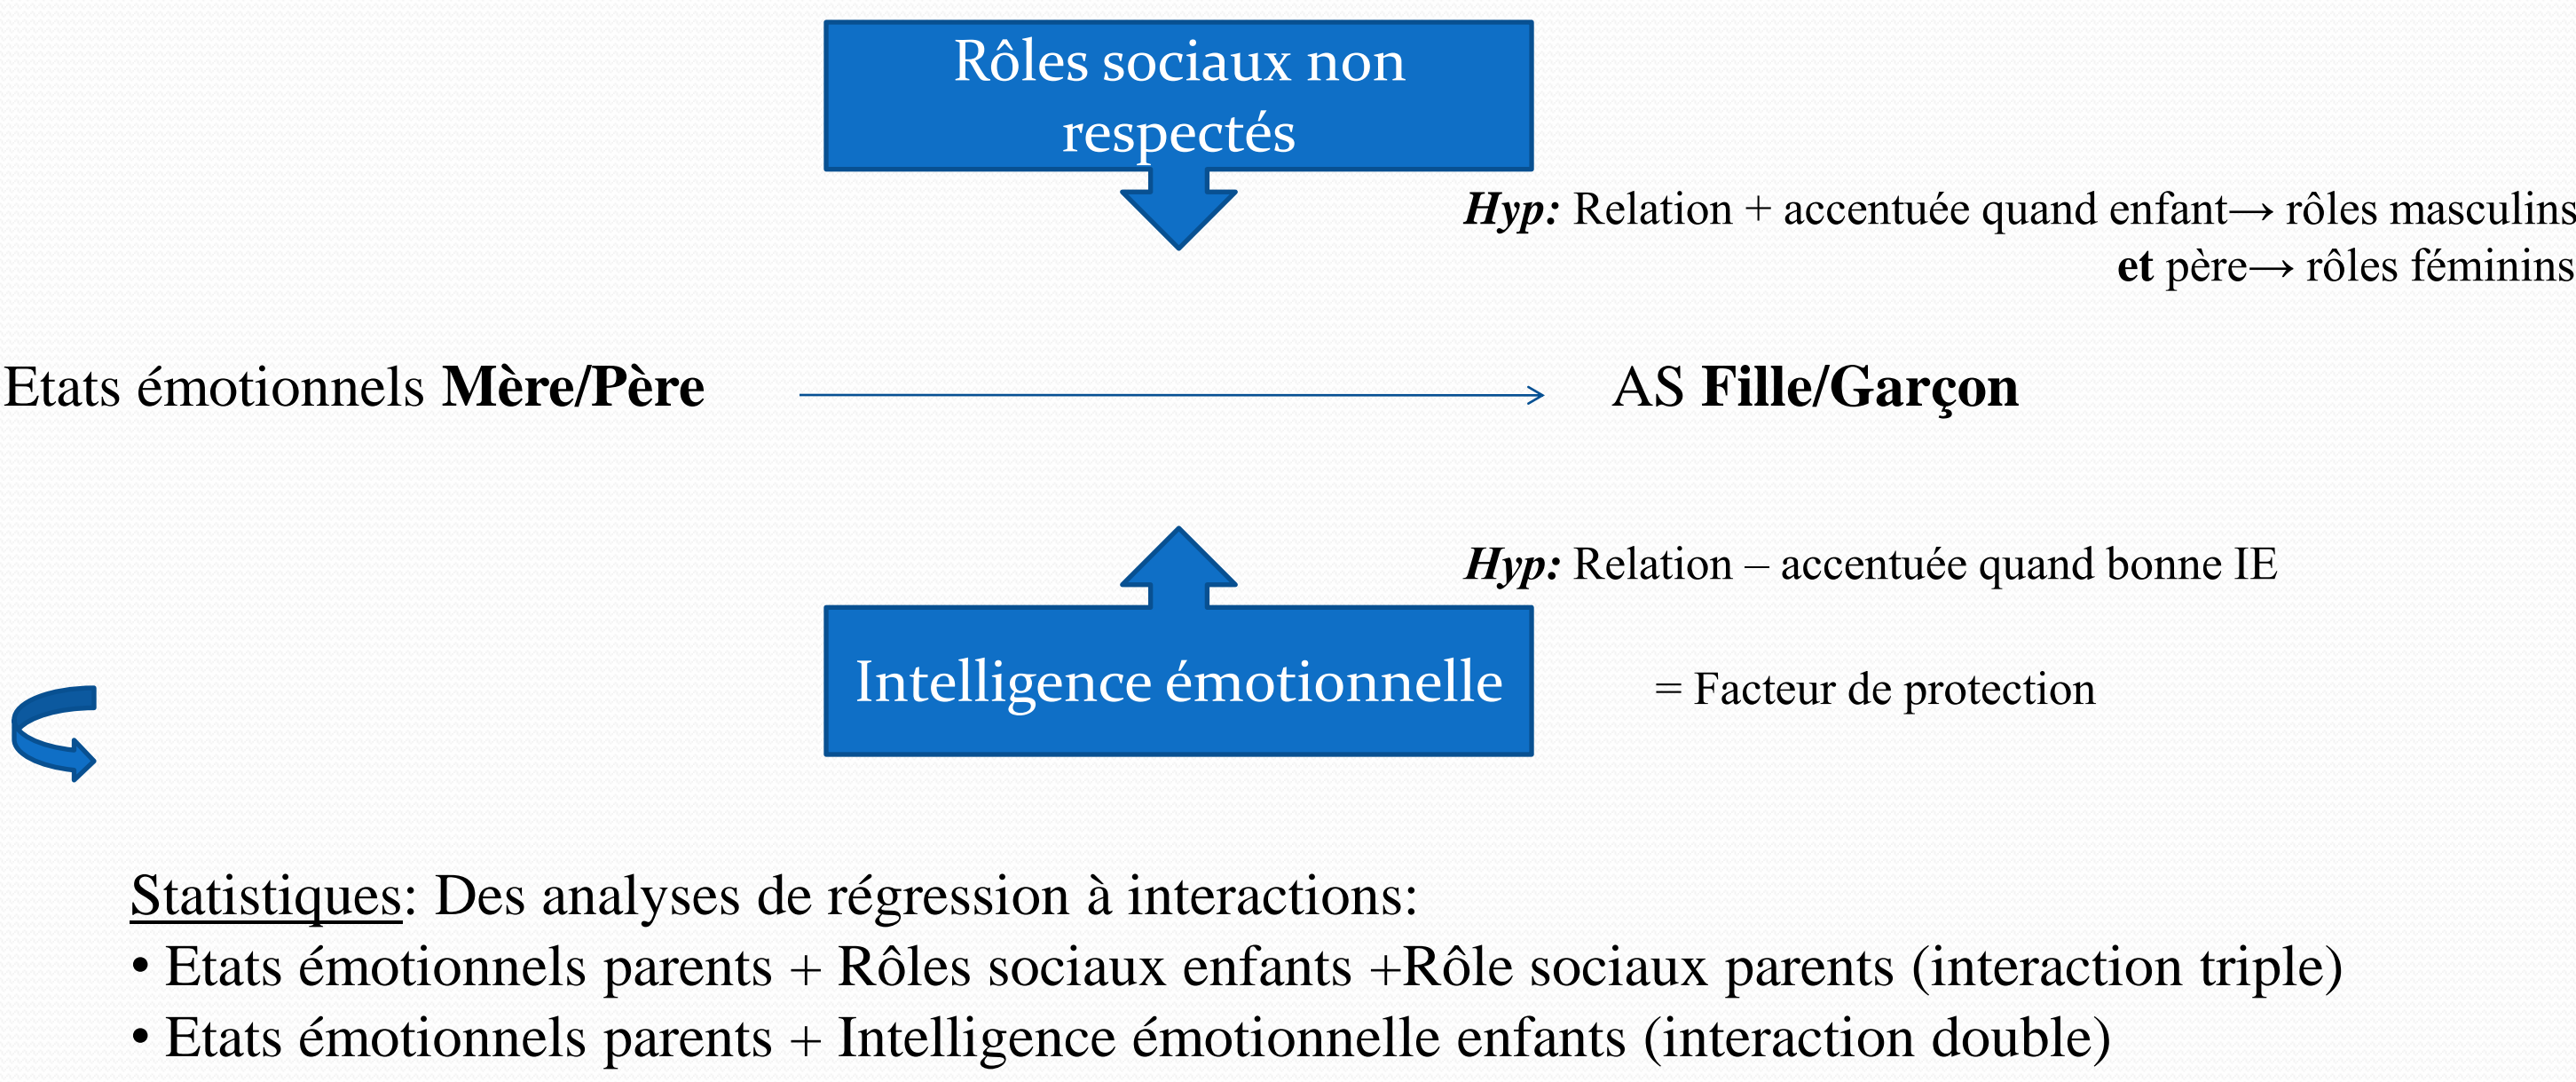 Rôles sociaux non
respectés
Hyp: Relation + accentuée quand enfant→ rôles masculins
et père→ rôles féminins
Etats émotionnels Mère/Père
AS Fille/Garçon
Hyp: Relation – accentuée quand bonne IE
Intelligence émotionnelle
= Facteur de protection
Statistiques: Des analyses de régression à interactions:
• Etats émotionnels parents + Rôles sociaux enfants +Rôle sociaux parents (interaction triple)
• Etats émotionnels parents + Intelligence émotionnelle enfants (interaction double)